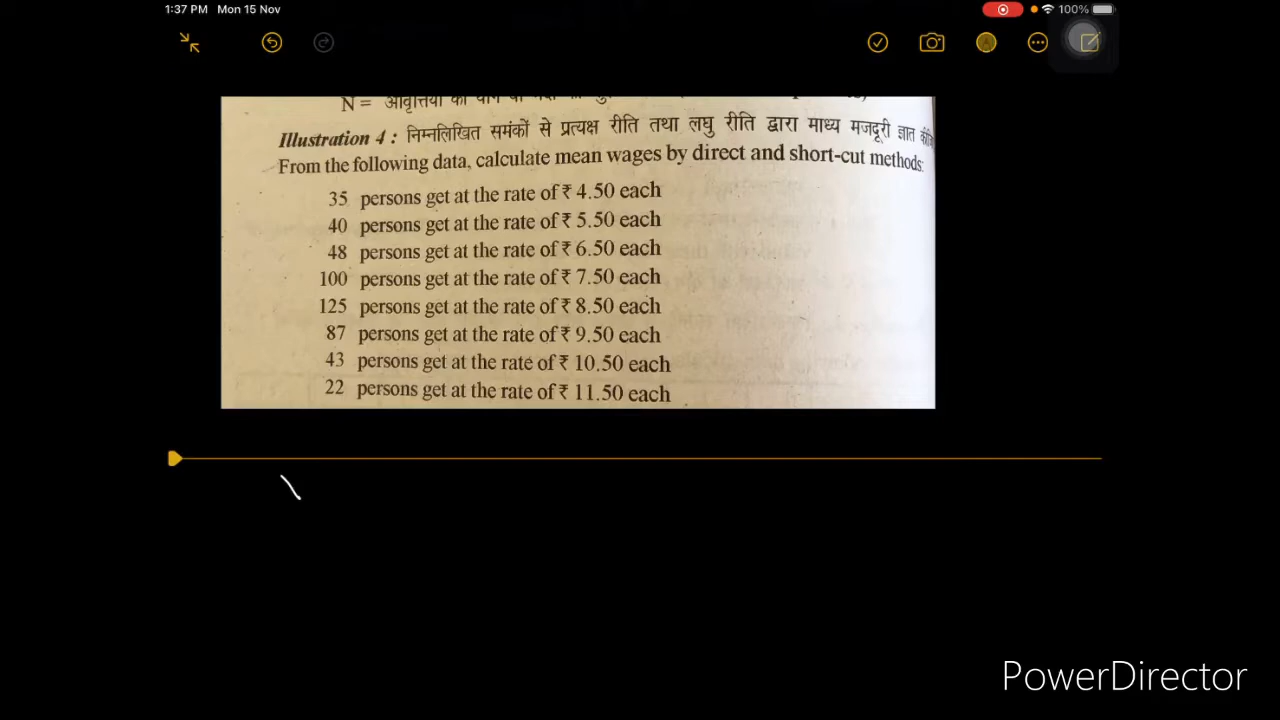 1:37 PM Mon 15 Nov
100%
N =
Illustration 4 : निम्नलिखित समंकों से प्रत्यक्ष रीति तथा लघु रीति द्वारा माध्य मजदूरी ज्ञात
From the following data, calculate mean wages by direct and short-cut methods:
35 persons get at the rate of ₹ 4.50 each
40 persons get at the rate of ₹ 5.50 each
48 persons get at the rate of ₹ 6.50 each
100 persons get at the rate of ₹ 7.50 each
125 persons get at the rate of ₹ 8.50 each
87 persons get at the rate of ₹ 9.50 each
43 persons get at the rate of ₹ 10.50 each
22 persons get at the rate of ₹ 11.50 each
PowerDirector